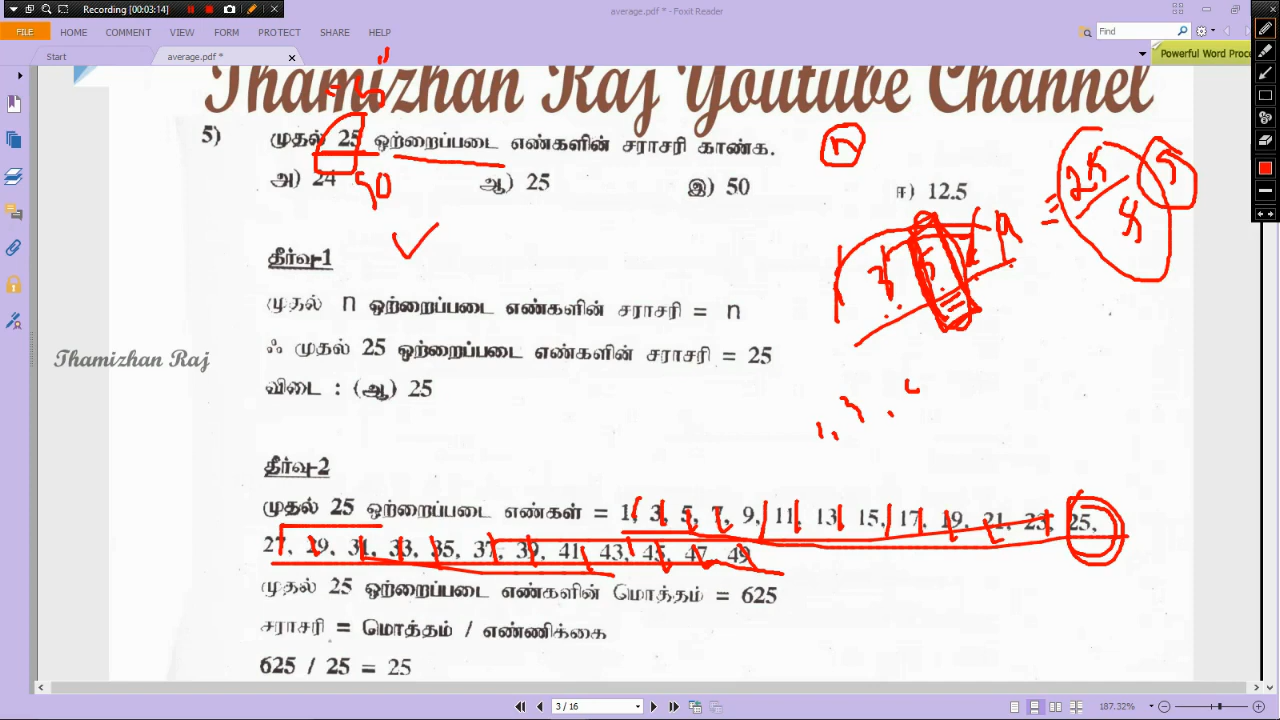 Recording [00:03:14]
average.pdf * - Foxit Reader
FILE HOME COMMENT VIEW FORM PROTECT SHARE HELP
Find
Start average.pdf *
Powerful Word Proce
Thamizhan Raj Youtube Channel
5) முதல் 25 ஒற்றைப்படை எண்களின் சராசரி காண்க.
n
அ) 24 ஆ) 25 இ) 50 ஈ) 12.5
50
தீர்வு-1
முதல் n ஒற்றைப்படை எண்களின் சராசரி = n
ஃ முதல் 25 ஒற்றைப்படை எண்களின் சராசரி = 25
Thamizhan Raj
விடை : (ஆ) 25
தீர்வு-2
முதல் 25 ஒற்றைப்படை எண்கள் = 1, 3, 5, 7, 9, 11, 13, 15, 17, 19, 21, 23, 25,
27, 29, 31, 33, 35, 37, 39, 41, 43, 45, 47, 49
முதல் 25 ஒற்றைப்படை எண்களின் மொத்தம் = 625
சராசரி = மொத்தம் / எண்ணிக்கை
625 / 25 = 25
3 / 16
187.32%